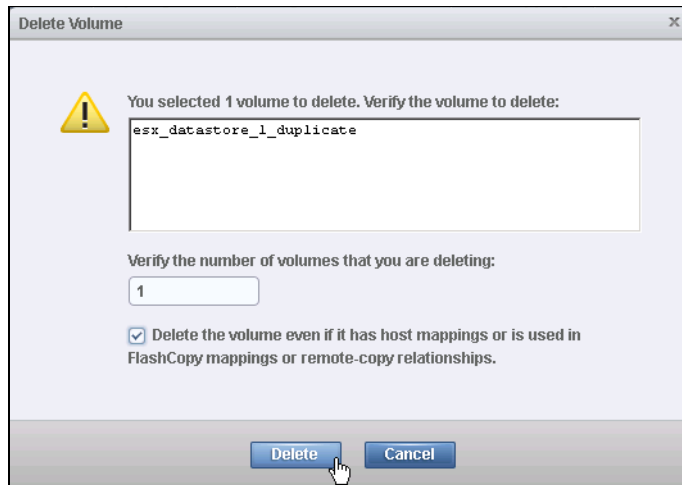 Delete Volume x
You selected 1 volume to delete. Verify the volume to delete:
esx_datastore_1_duplicate
Verify the number of volumes that you are deleting:
1
Delete the volume even if it has host mappings or is used in
FlashCopy mappings or remote-copy relationships.
Delete Cancel